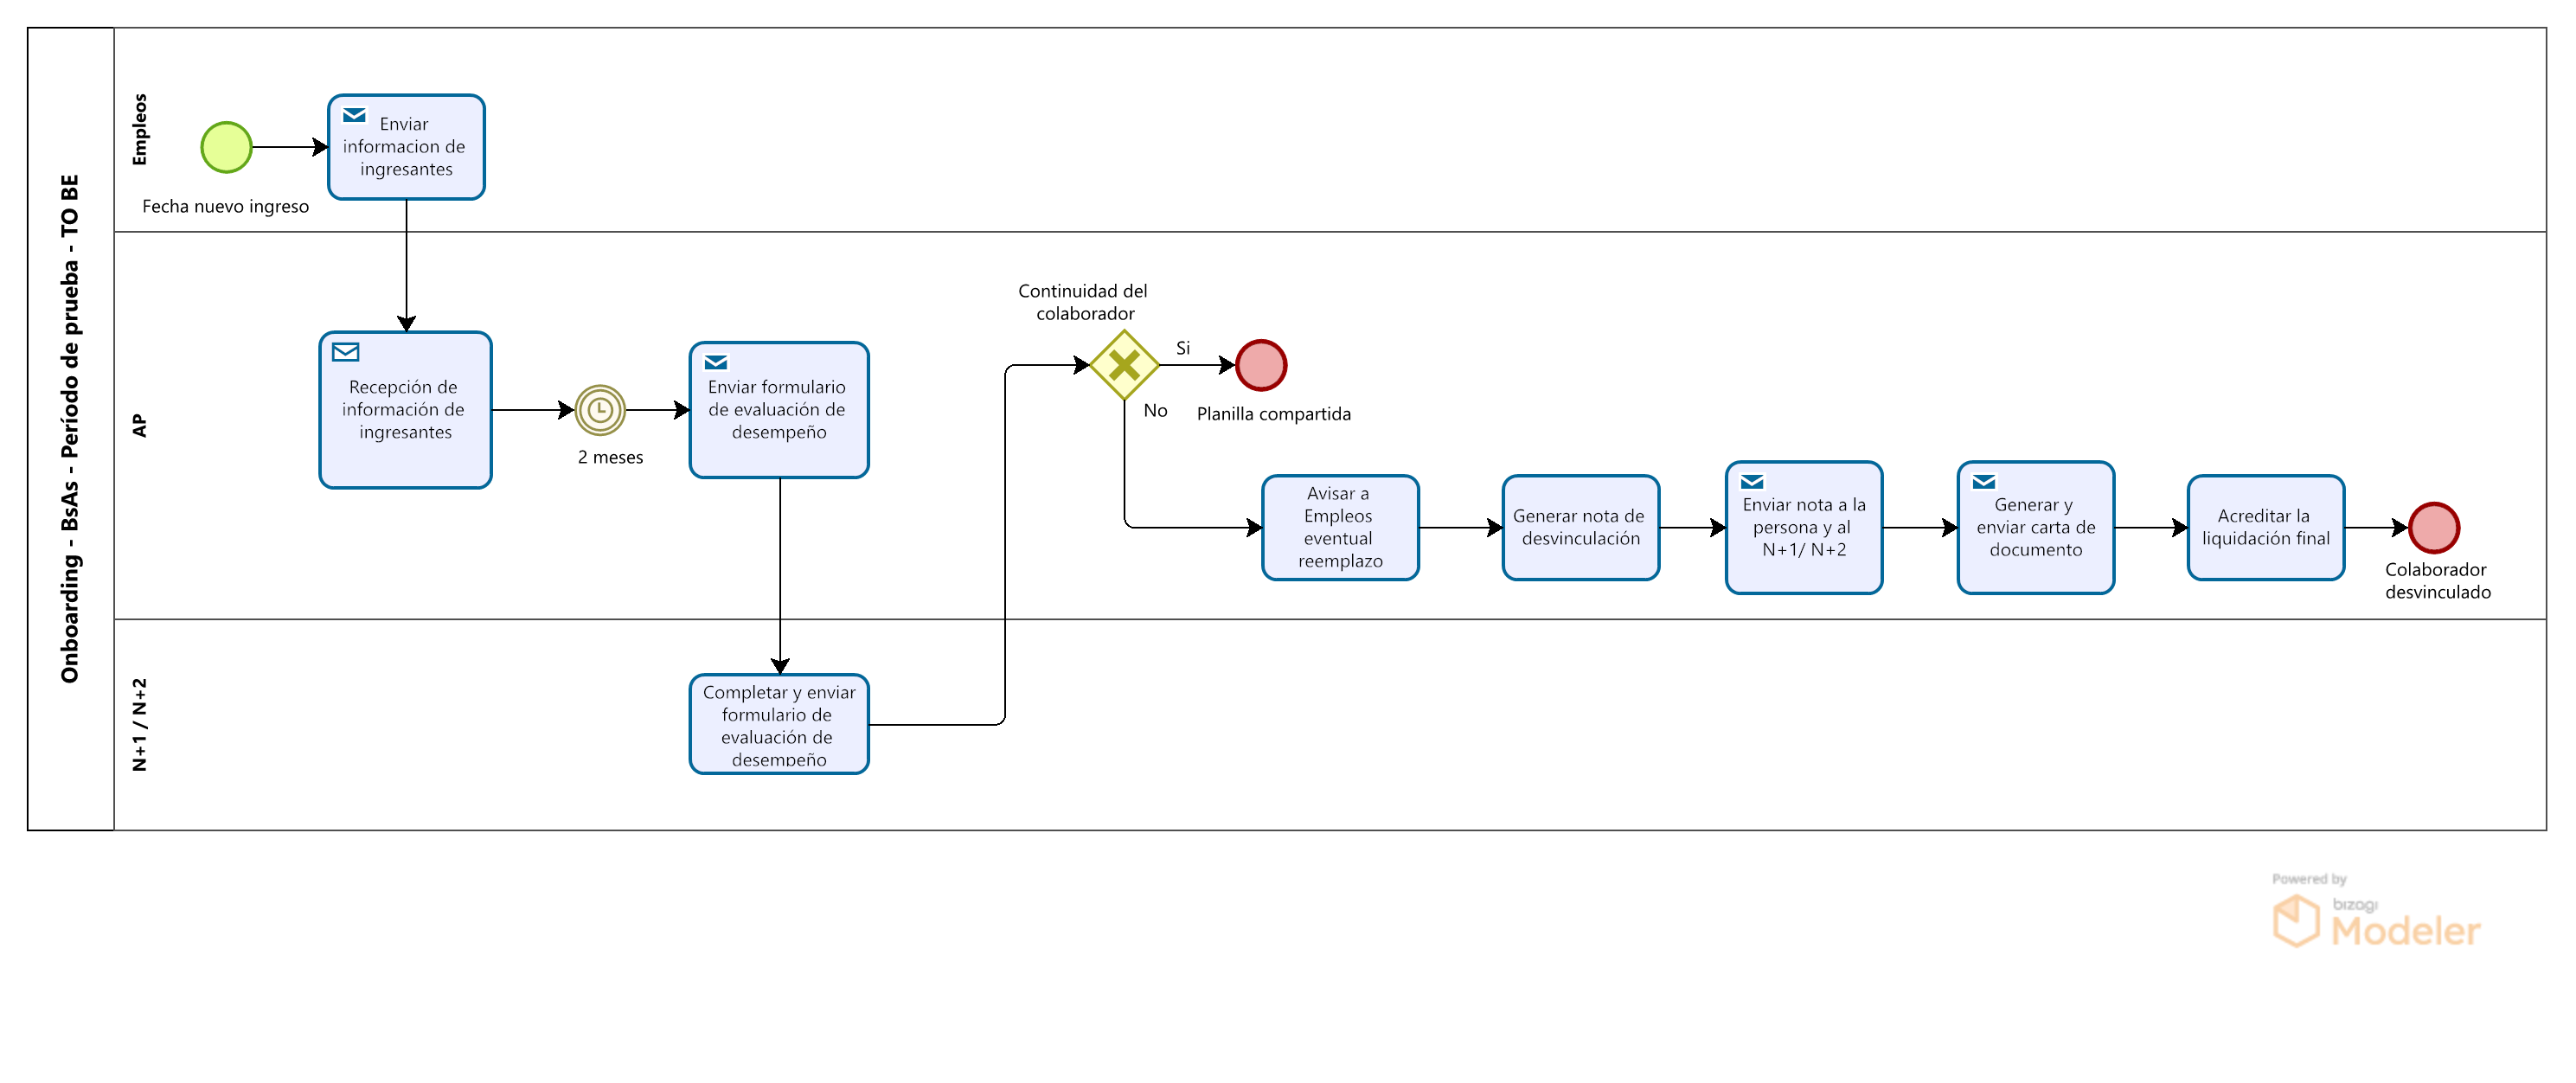 Onboarding - BsAs - Período de prueba - TO BE
Empleos
Fecha nuevo ingreso
Enviar
informacion de
ingresantes
AP
Recepción de
información de
ingresantes
2 meses
Enviar formulario
de evaluación de
desempeño
Continuidad del
colaborador
Si
No
Planilla compartida
Avisar a
Empleos
eventual
reemplazo
Generar nota de
desvinculación
Enviar nota a la
persona y al
N+1/ N+2
Generar y
enviar carta de
documento
Acreditar la
liquidación final
Colaborador
desvinculado
N+1 / N+2
Completar y enviar
formulario de
evaluación de
desempeño
Powered by
bizagi
Modeler